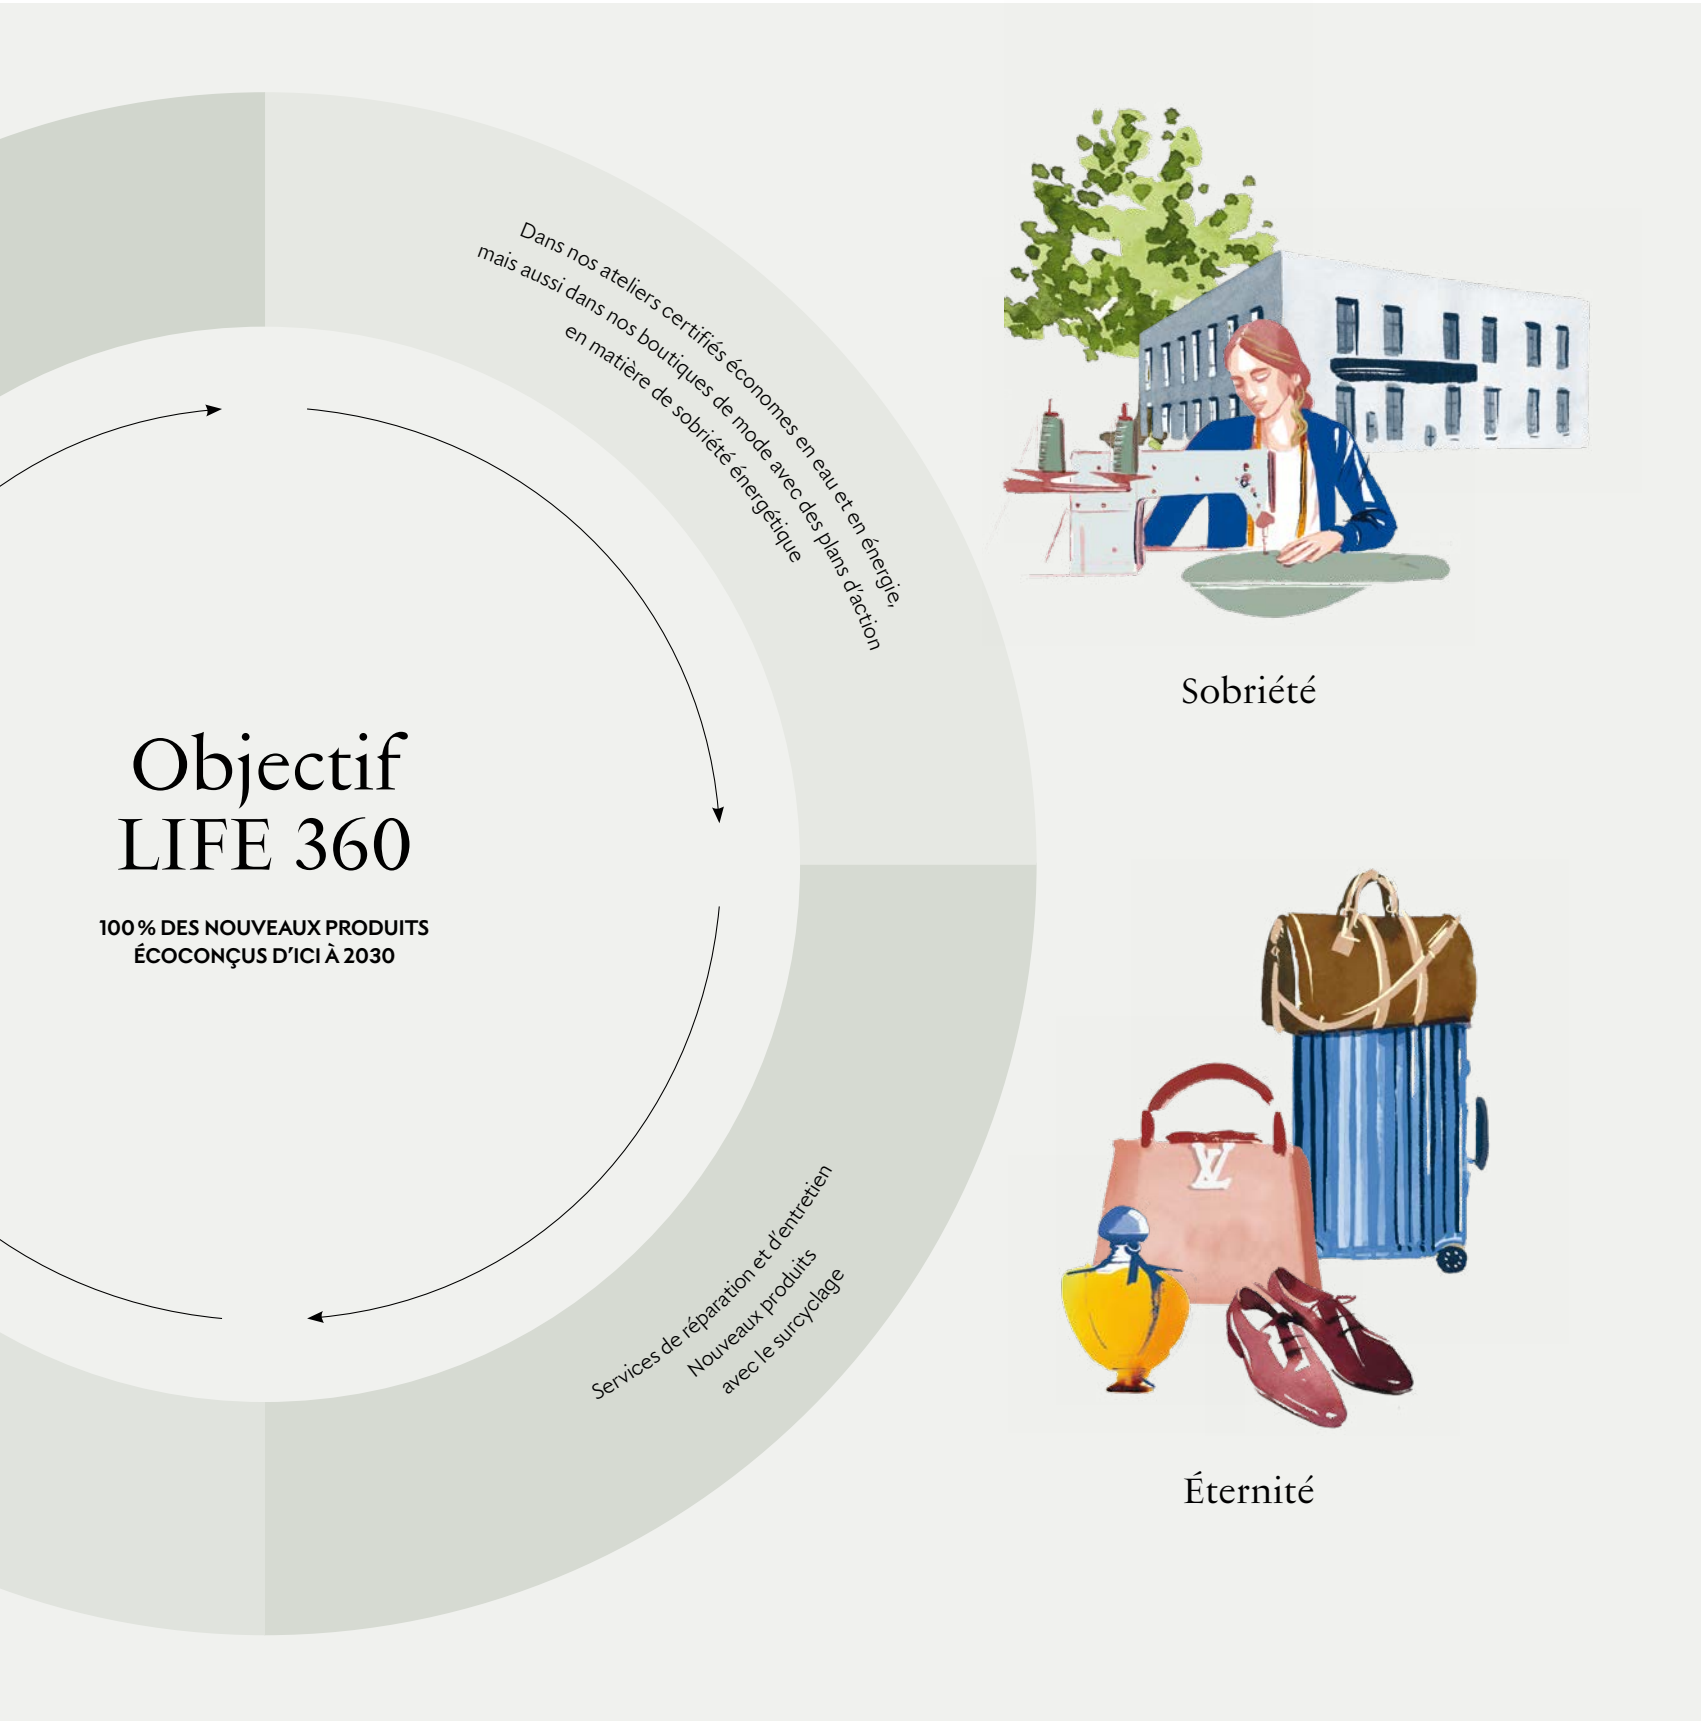 Dans nos ateliers certifiés économes en eau et en énergie,
mais aussi dans nos boutiques de mode avec des plans d’action
en matière de sobriété énergétique
Sobriété
Objectif
LIFE 360
100 % DES NOUVEAUX PRODUITS
ÉCOCONÇUS D’ICI À 2030
Services de réparation et d’entretien
Nouveaux produits
avec le surcyclage
LV
Éternité